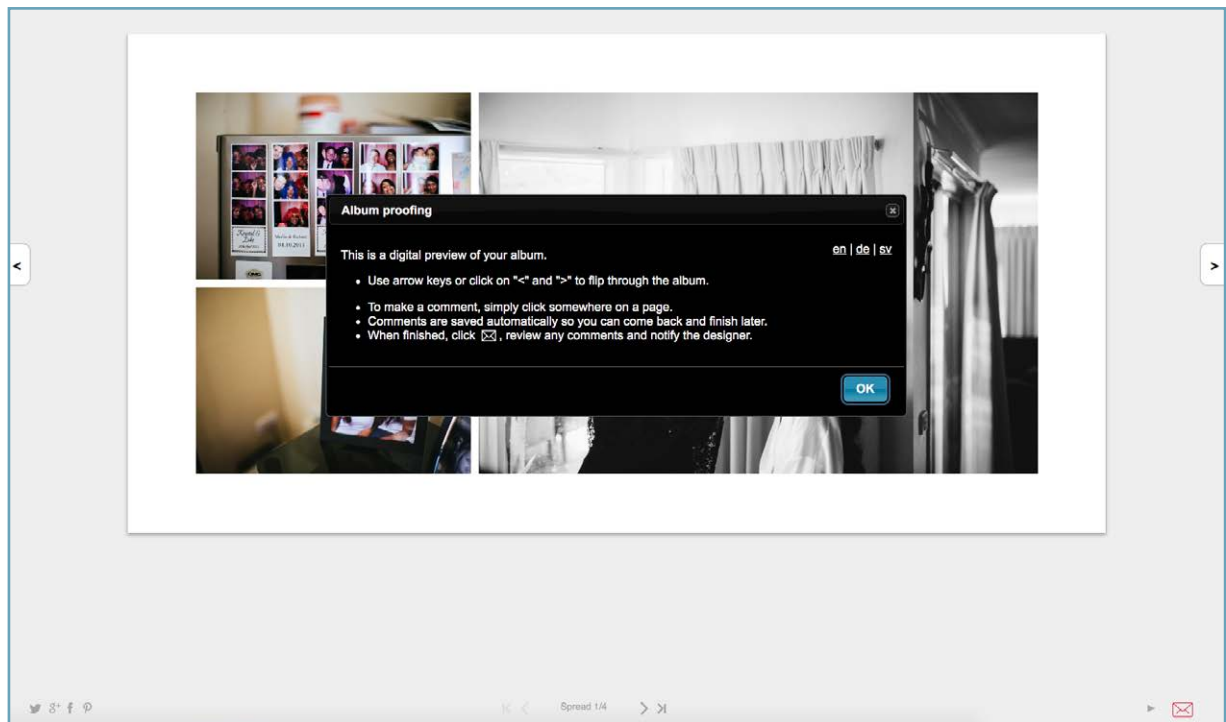 Album proofing
en | de | sv
This is a digital preview of your album.
• Use arrow keys or click on "<" and ">" to flip through the album.
• To make a comment, simply click somewhere on a page.
• Comments are saved automatically so you can come back and finish later.
• When finished, click , review any comments and notify the designer.
OK
<
>
Spread 1/4